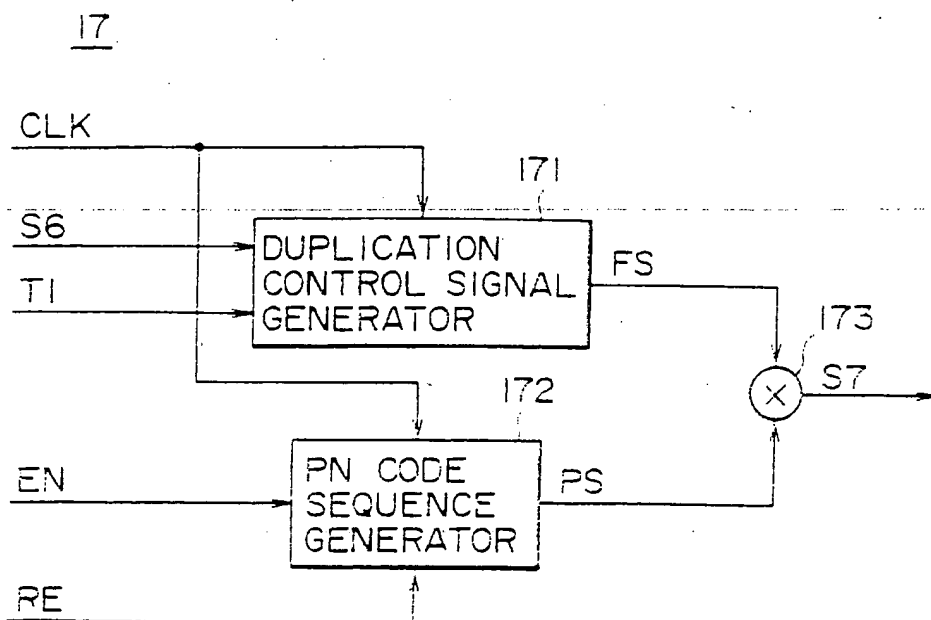 17
CLK
171
S6
DUPLICATION
CONTROL SIGNAL
GENERATOR
FS
T1
173
S7
172
EN
PN CODE
SEQUENCE
GENERATOR
PS
RE